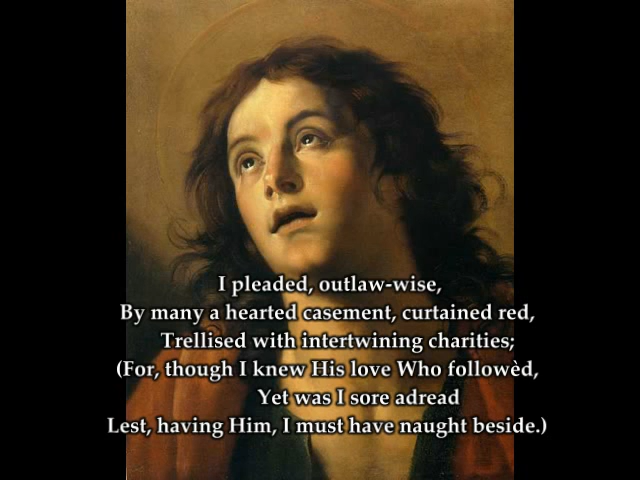 I pleaded, outlaw-wise,
By many a hearted casement, curtained red,
Trellised with intertwining charities;
(For, though I knew His love Who followèd,
Yet was I sore adread
Lest, having Him, I must have naught beside.)